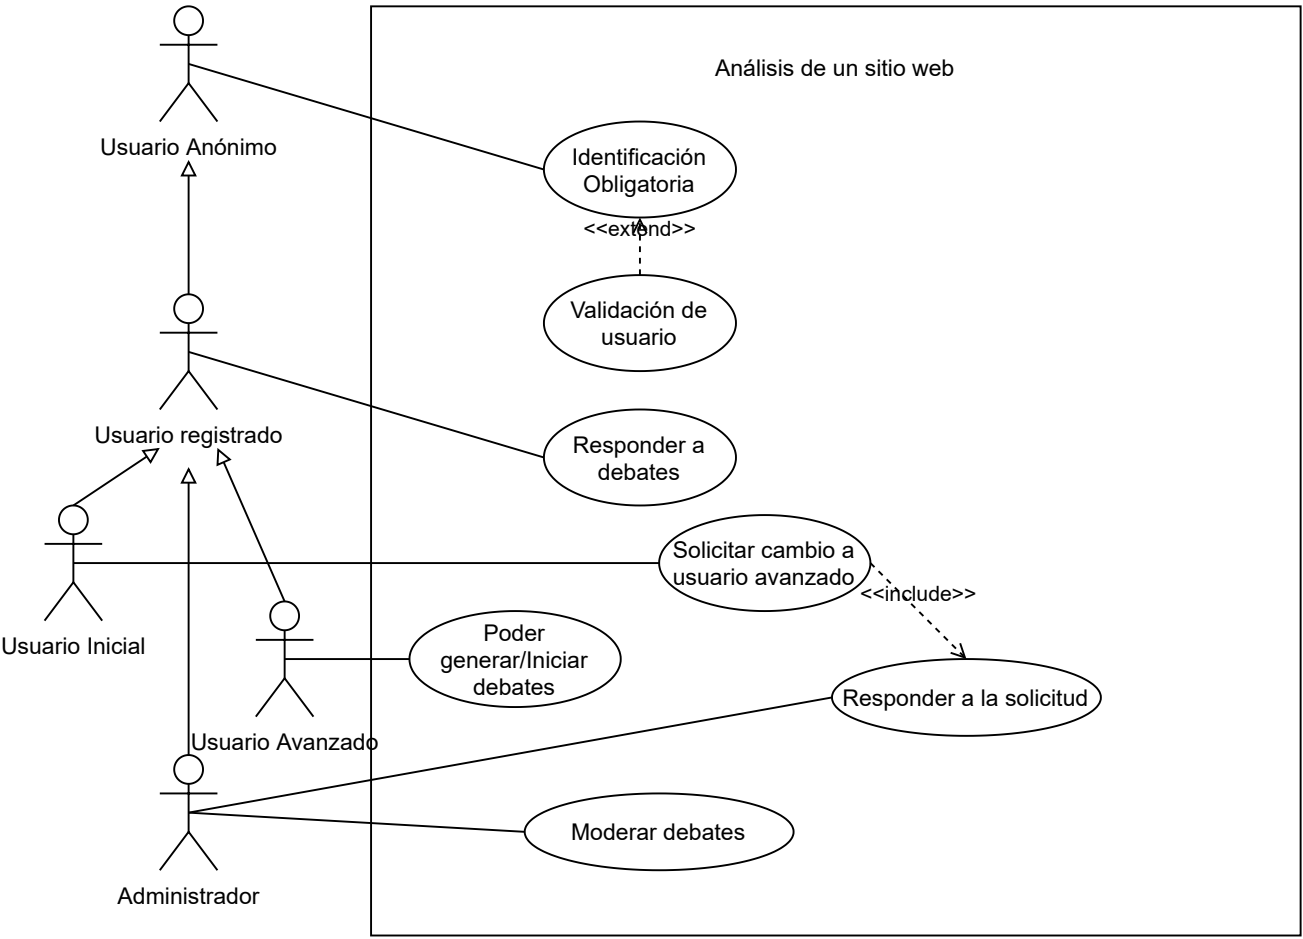 Análisis de un sitio web
Usuario Anónimo
Identificación
Obligatoria
<<extend>>
Validación de
usuario
Usuario registrado
Responder a
debates
Solicitar cambio a
usuario avanzado
<<include>>
Usuario Inicial
Poder
generar/Iniciar
debates
Responder a la solicitud
Usuario Avanzado
Moderar debates
Administrador